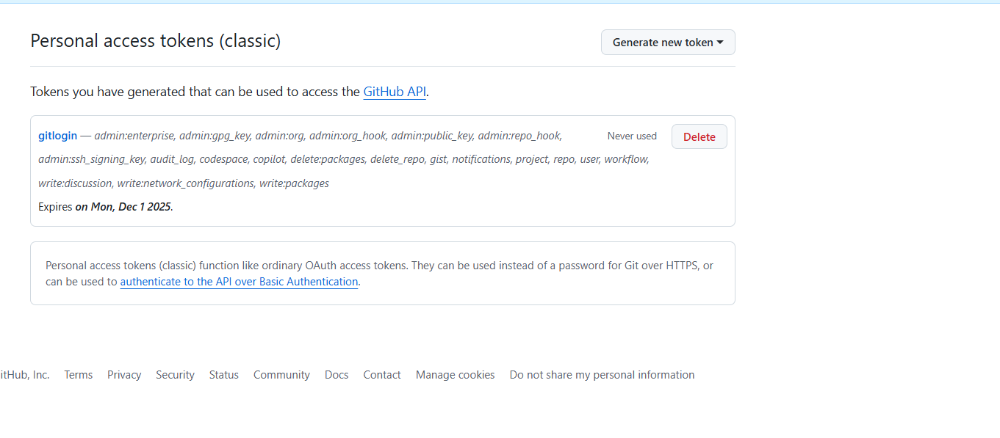 Personal access tokens (classic)
Generate new token
Tokens you have generated that can be used to access the GitHub API.
gitlogin — admin:enterprise, admin:gpg_key, admin:org, admin:org_hook, admin:public_key, admin:repo_hook,
Never used
Delete
admin:ssh_signing_key, audit_log, codespace, copilot, delete:packages, delete_repo, gist, notifications, project, repo, user, workflow,
write:discussion, write:network_configurations, write:packages
Expires on Mon, Dec 1 2025.
Personal access tokens (classic) function like ordinary OAuth access tokens. They can be used instead of a password for Git over HTTPS, or
can be used to authenticate to the API over Basic Authentication.
itHub, Inc. Terms Privacy Security Status Community Docs Contact Manage cookies Do not share my personal information